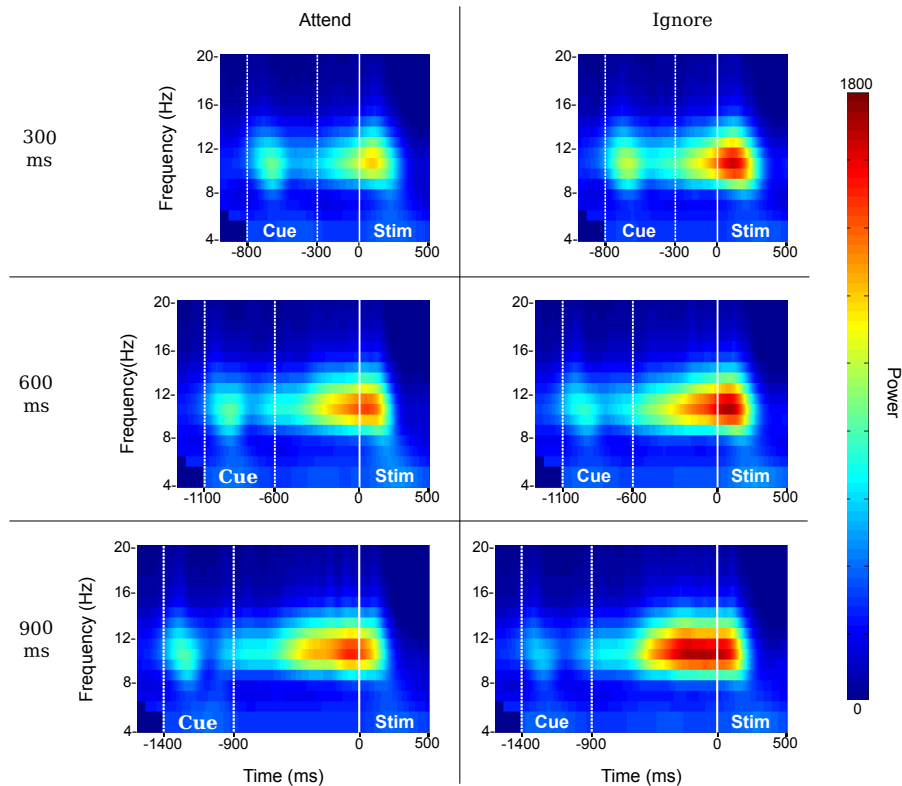 Attend
Ignore
300
ms
Frequency (Hz)
20-
16-
12-
8-
4-
Cue
Stim
-800
-300
0
500
20-
16-
12-
8-
4-
Cue
Stim
-800
-300
0
500
1800
Power
0
600
ms
Frequency(Hz)
20-
16-
12-
8-
4-
Cue
Stim
-1100
-600
0
500
20-
16-
12-
8-
4-
Cue
Stim
-1100
-600
0
500
900
ms
Frequency (Hz)
20-
16-
12-
8-
4-
Cue
Stim
-1400
-900
0
500
Time (ms)
20-
16-
12-
8-
4-
Cue
Stim
-1400
-900
0
500
Time (ms)